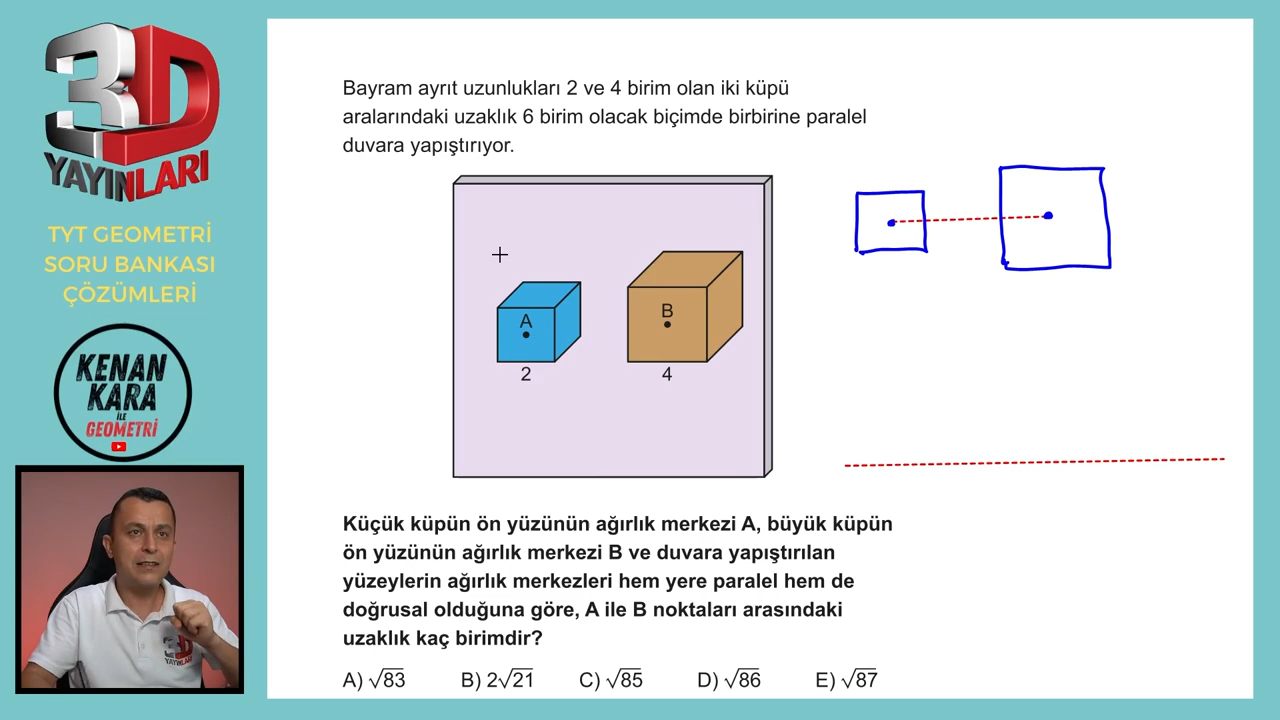 3D
YAYINLARI
TYT GEOMETRİ
SORU BANKASI
ÇÖZÜMLERİ
KENAN
KARA
İLE
GEOMETRİ
3D
YAYINLARI
Bayram ayrıt uzunlukları 2 ve 4 birim olan iki küpü
aralarındaki uzaklık 6 birim olacak biçimde birbirine paralel
duvara yapıştırıyor.
A
B
2
4
Küçük küpün ön yüzünün ağırlık merkezi A, büyük küpün
ön yüzünün ağırlık merkezi B ve duvara yapıştırılan
yüzeylerin ağırlık merkezleri hem yere paralel hem de
doğrusal olduğuna göre, A ile B noktaları arasındaki
uzaklık kaç birimdir?
A) √83 B) 2√21 C) √85 D) √86 E) √87